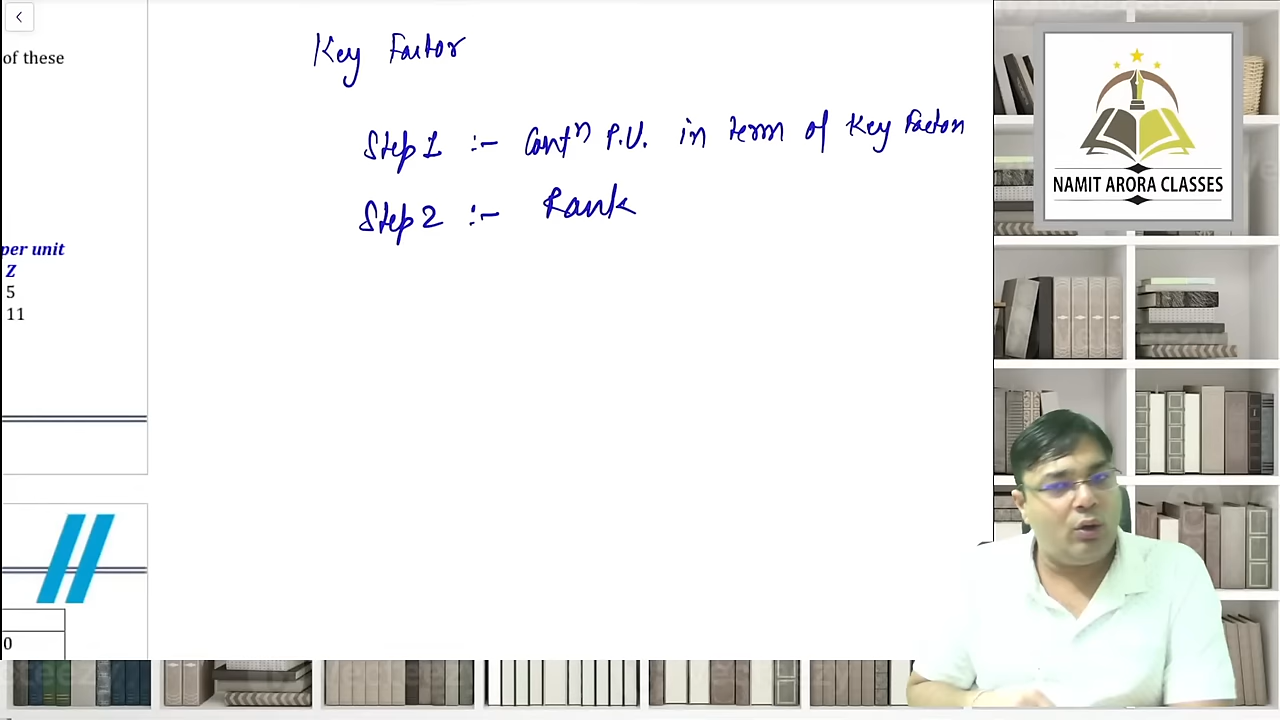 of these
Key Factor
Step 1 :- Contⁿ P.U. in term of Key Factor
Step 2 :- Rank
per unit
Z
5
11
0
NAMIT ARORA CLASSES